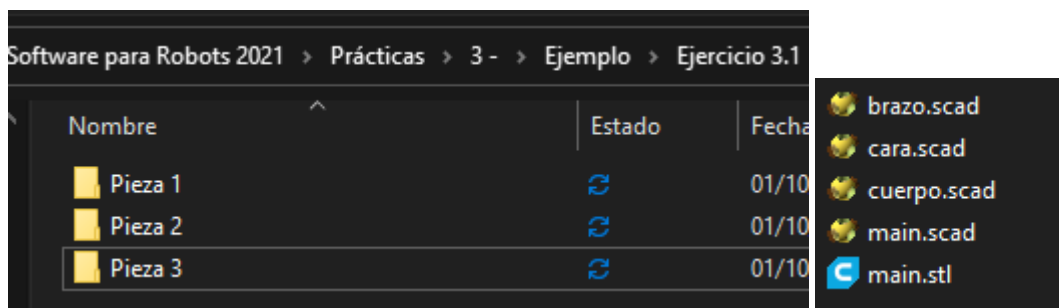 Software para Robots 2021 > Prácticas > 3 - > Ejemplo > Ejercicio 3.1
Nombre Estado Fecha
Pieza 1 01/10
Pieza 2 01/10
Pieza 3 01/10
brazo.scad
cara.scad
cuerpo.scad
main.scad
main.stl